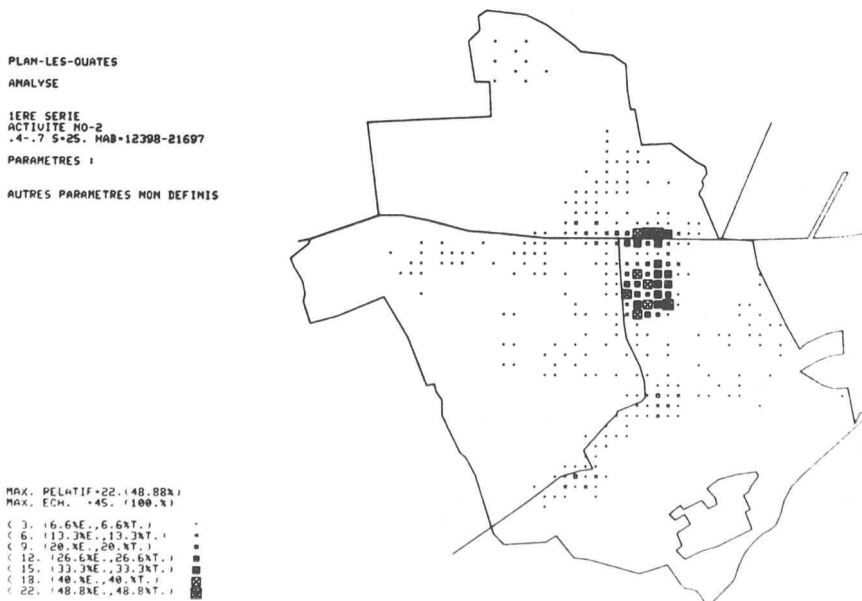 PLAN-LES-OUATES
ANALYSE
1ERE SERIE
ACTIVITE NO-2
.4-.7 S=25. HAB=12398-21697
PARAMETRES :
AUTRES PARAMETRES NON DEFINIS
MAX. RELATIF=22.(48.88%)
MAX. ECH. =45. (100.%)
< 3. (6.6%E.,6.6%T.)
< 6. (13.3%E.,13.3%T.)
< 9. (20.%E.,20.%T.)
< 12. (26.6%E.,26.6%T.)
< 15. (33.3%E.,33.3%T.)
< 18. (40.%E.,40.%T.)
< 22. (48.8%E.,48.8%T.)